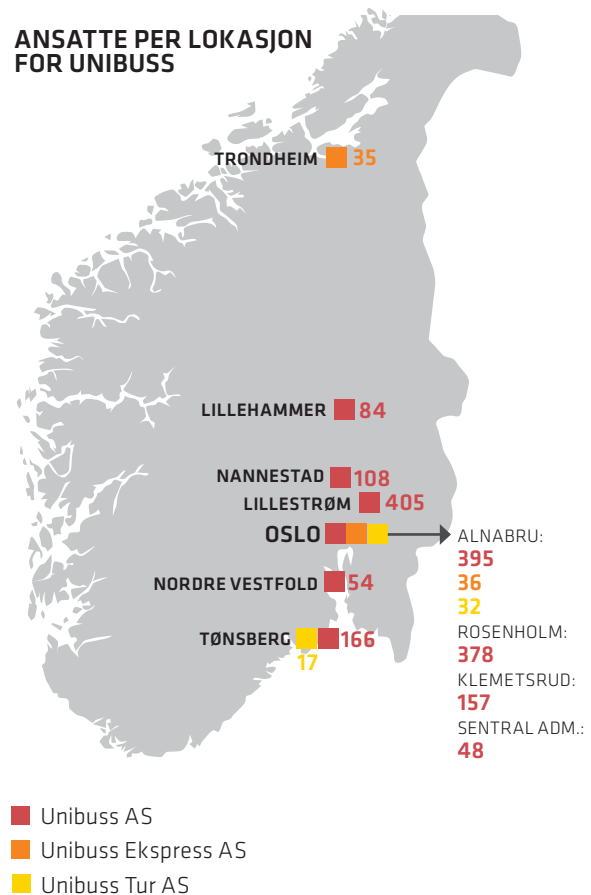 ANSATTE PER LOKASJON
FOR UNIBUSS
TRONDHEIM 35
LILLEHAMMER 84
NANNESTAD 108
LILLESTRØM 405
OSLO
ALNABRU:
395
36
32
ROSENHOLM:
378
KLEMETSRUD:
157
SENTRAL ADM.:
48
NORDRE VESTFOLD 54
TØNSBERG 166
17
Unibuss AS
Unibuss Ekspress AS
Unibuss Tur AS